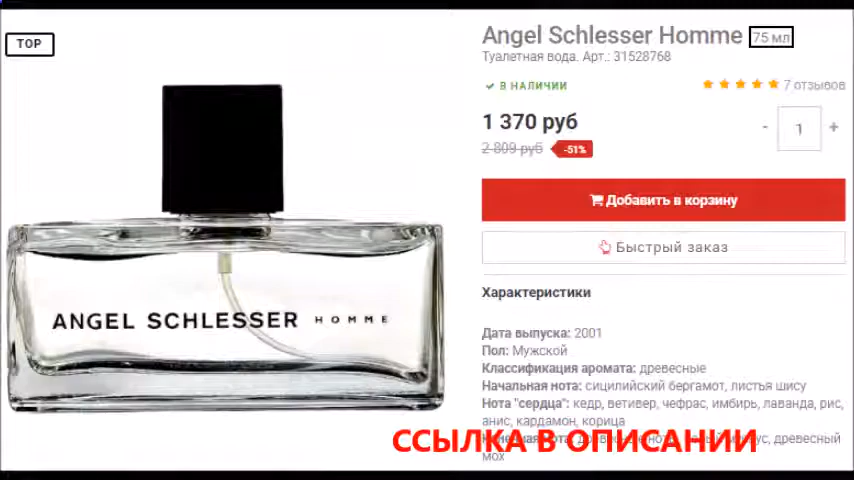 TOP
ANGEL SCHLESSER HOMME
Angel Schlesser Homme 75 мл
Туалетная вода. Арт.: 31528768
В НАЛИЧИИ
7 отзывов
1 370 руб
- 1 +
2 809 руб -51%
Добавить в корзину
Быстрый заказ
Характеристики
Дата выпуска: 2001
Пол: Мужской
Классификация аромата: древесные
Начальная нота: сицилийский бергамот, листья шису
Нота "сердца": кедр, ветивер, чефрас, имбирь, лаванда, рис,
анис, кардамон, корица
древесный
мох
ССЫЛКА В ОПИСАНИИ